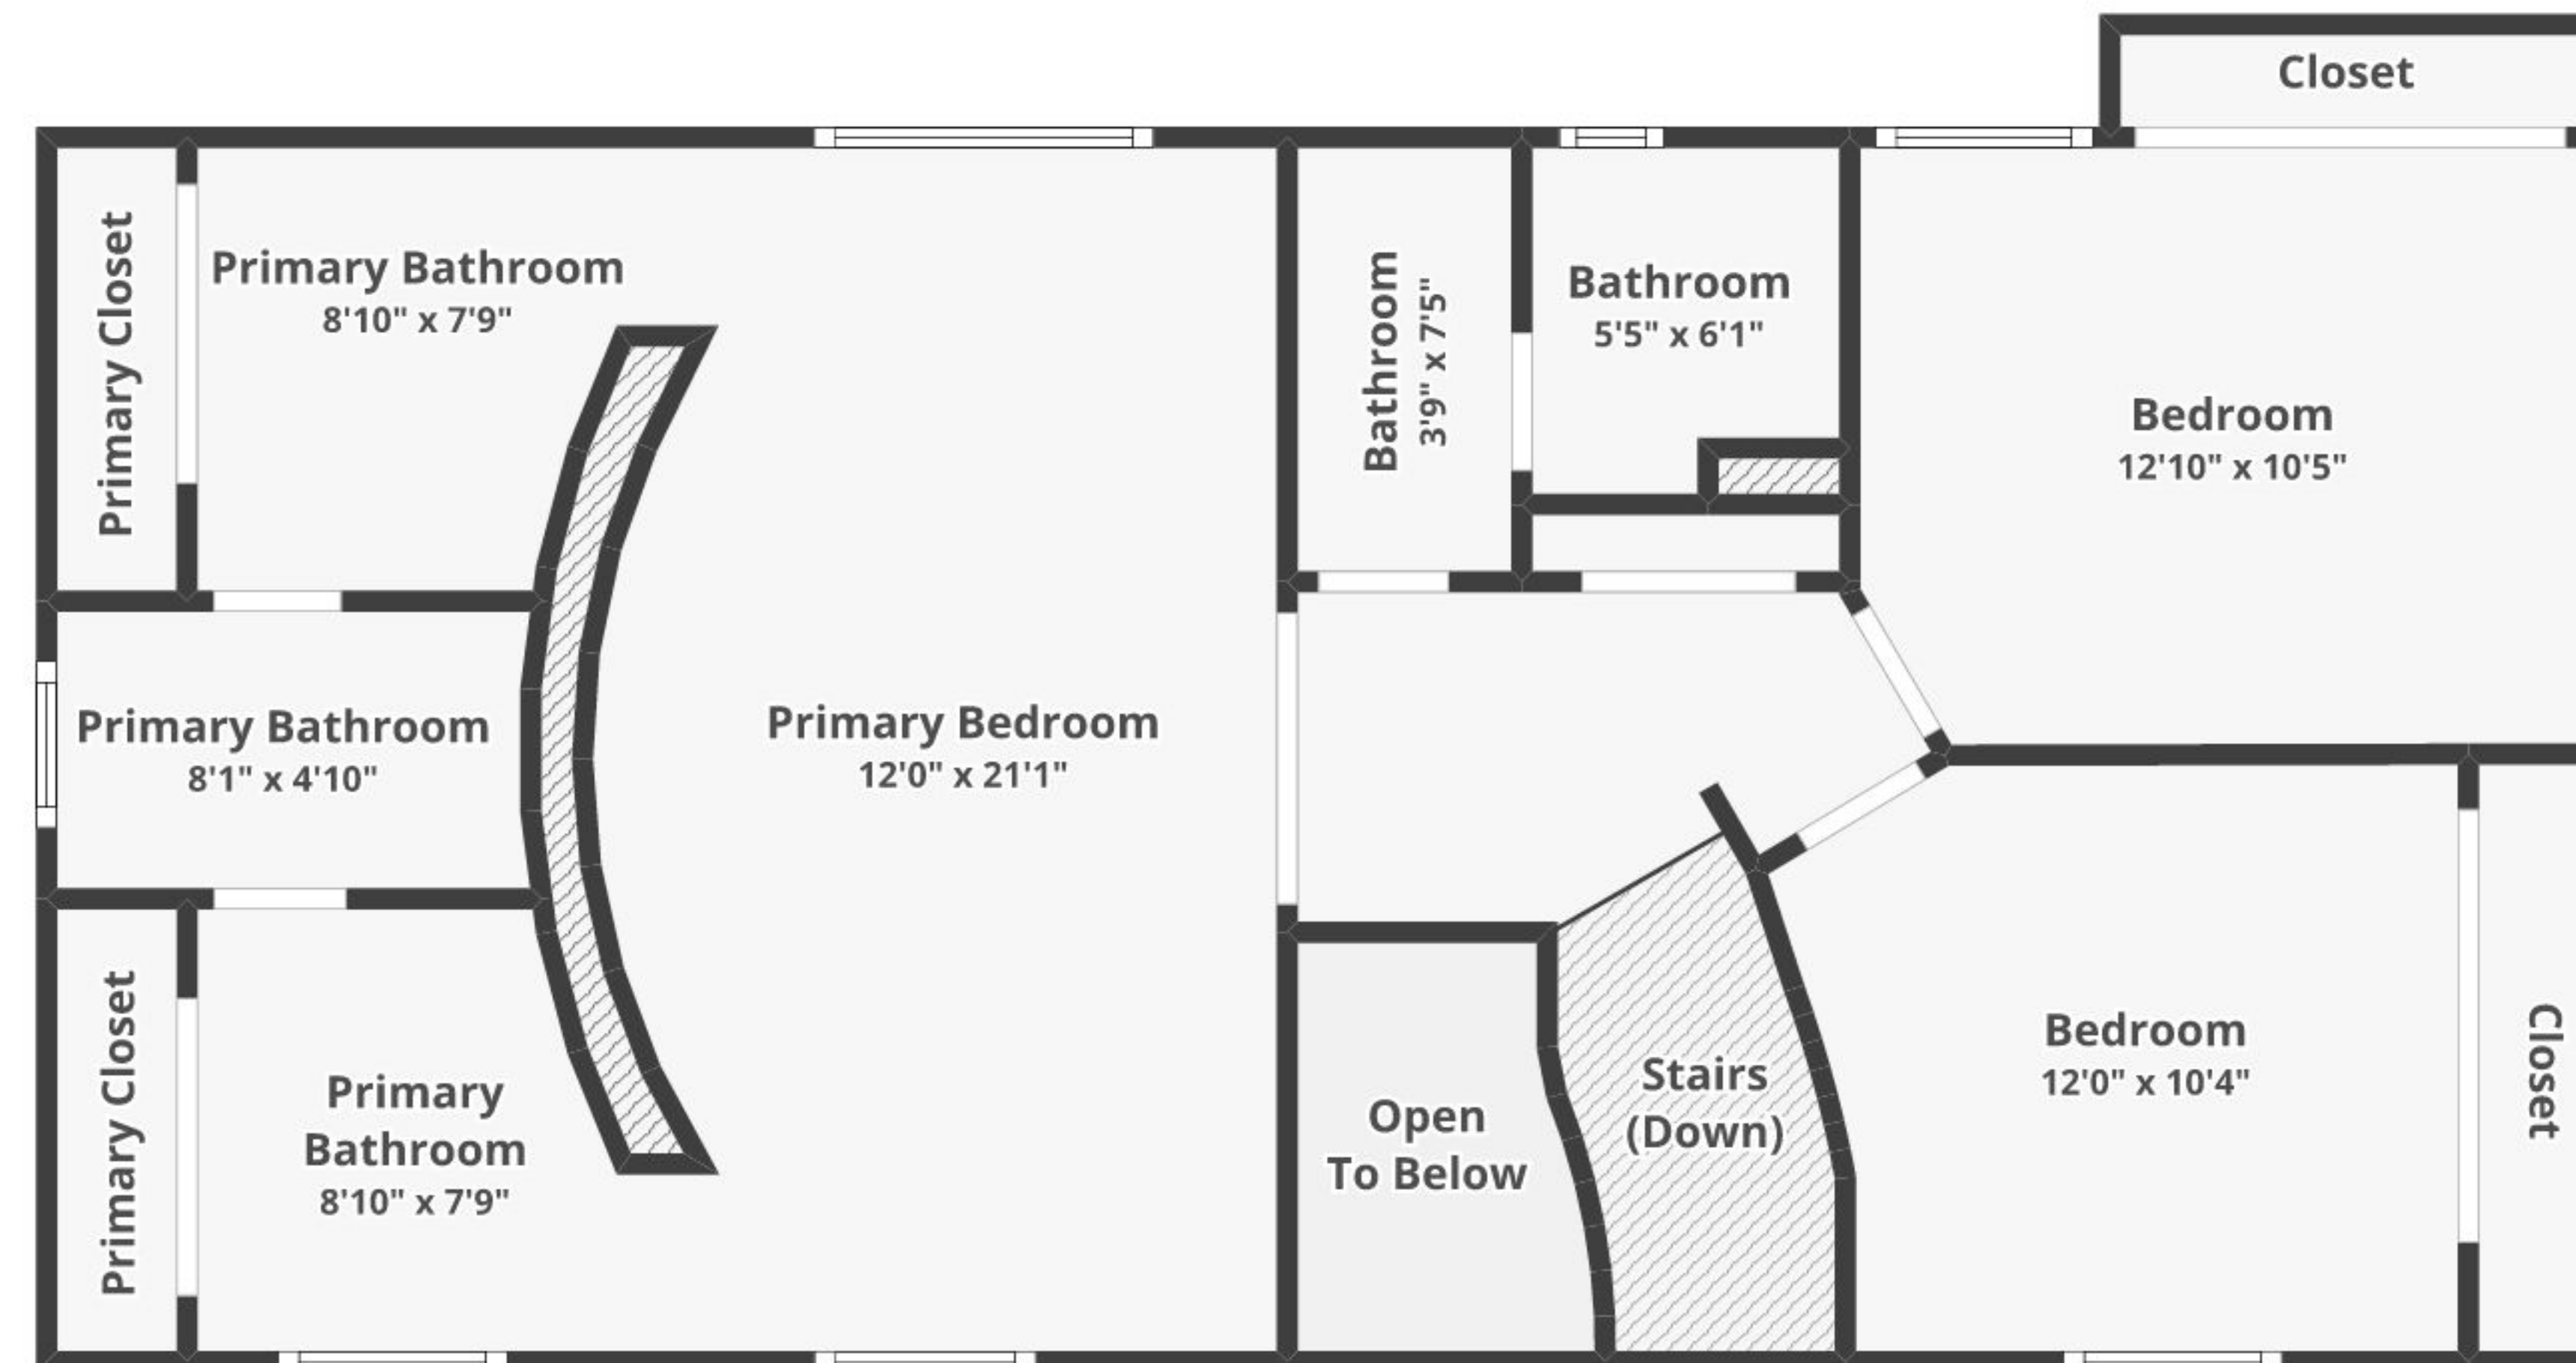 Closet
Primary Closet
Primary Bathroom
8'10" x 7'9"
Bathroom
3'9" x 7'5"
Bathroom
5'5" x 6'1"
Bedroom
12'10" x 10'5"
Primary Bathroom
8'1" x 4'10"
Primary Bedroom
12'0" x 21'1"
Primary Closet
Primary
Bathroom
8'10" x 7'9"
Open
To Below
Stairs
(Down)
Bedroom
12'0" x 10'4"
Closet